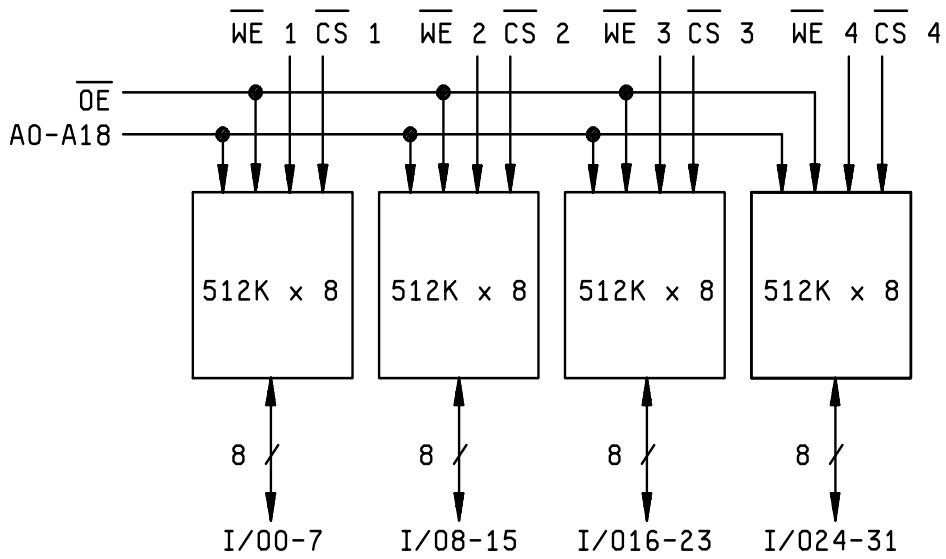 WE 1 CS 1 WE 2 CS 2 WE 3 CS 3 WE 4 CS 4
OE
A0-A18
512K x 8 512K x 8 512K x 8 512K x 8
8 8 8 8
I/O0-7 I/O8-15 I/O16-23 I/O24-31